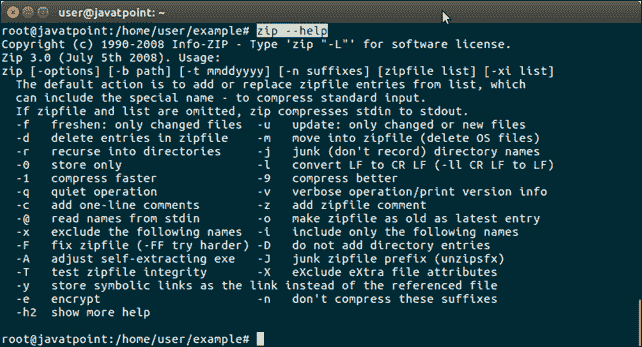 user@javatpoint: ~
root@javatpoint:/home/user/example# zip --help
Copyright (c) 1990-2008 Info-ZIP - Type 'zip "-L"' for software license.
Zip 3.0 (July 5th 2008). Usage:
zip [-options] [-b path] [-t mmddyyyy] [-n suffixes] [zipfile list] [-xi list]
  The default action is to add or replace zipfile entries from list, which
  can include the special name - to compress standard input.
  If zipfile and list are omitted, zip compresses stdin to stdout.
  -f   freshen: only changed files  -u   update: only changed or new files
  -d   delete entries in zipfile    -m   move into zipfile (delete OS files)
  -r   recurse into directories     -j   junk (don't record) directory names
  -0   store only                   -l   convert LF to CR LF (-ll CR LF to LF)
  -1   compress faster              -9   compress better
  -q   quiet operation              -v   verbose operation/print version info
  -c   add one-line comments        -z   add zipfile comment
  -@   read names from stdin        -o   make zipfile as old as latest entry
  -x   exclude the following names  -i   include only the following names
  -F   fix zipfile (-FF try harder) -D   do not add directory entries
  -A   adjust self-extracting exe   -J   junk zipfile prefix (unzipsfx)
  -T   test zipfile integrity       -X   eXclude eXtra file attributes
  -y   store symbolic links as the link instead of the referenced file
  -e   encrypt                      -n   don't compress these suffixes
  -h2  show more help
root@javatpoint:/home/user/example#